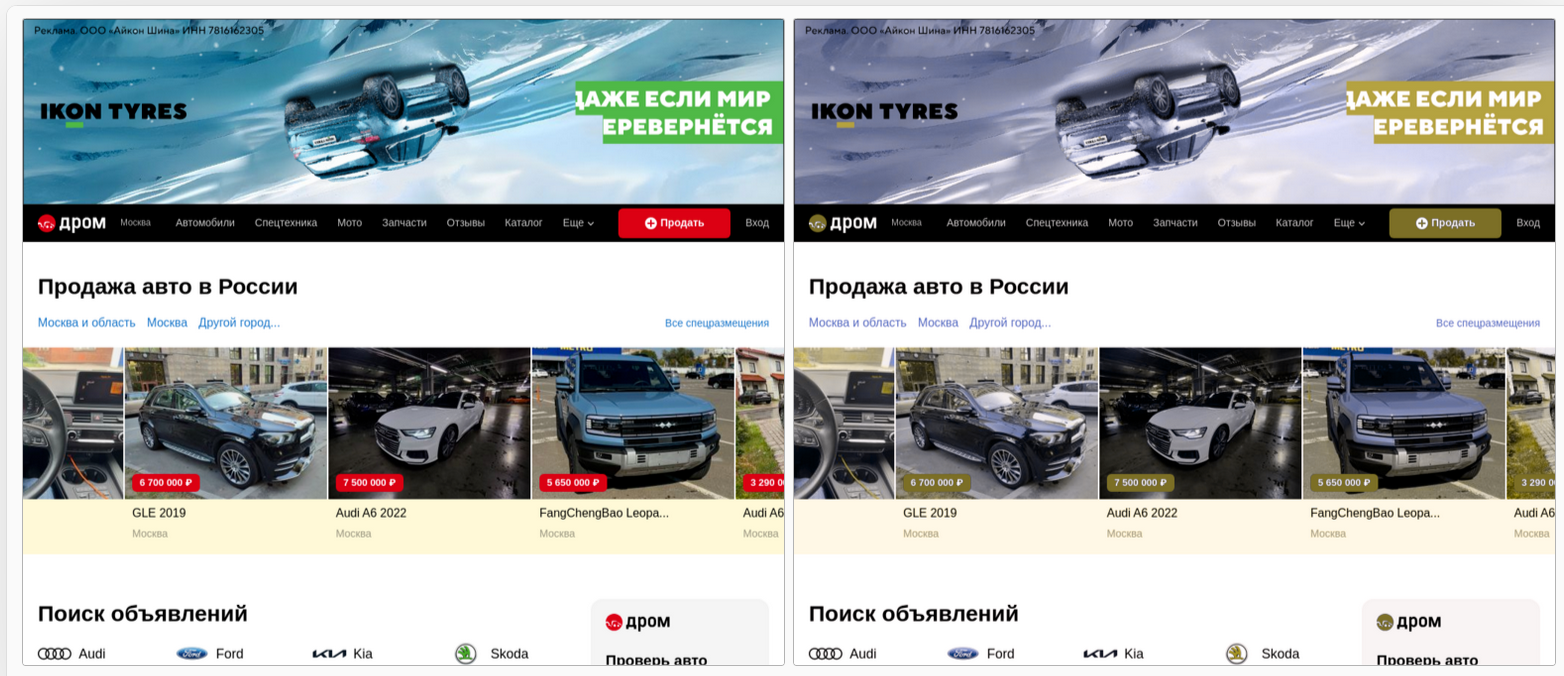 Реклама. ООО «Айкон Шина» ИНН 7816162305
IKON TYRES
ДАЖЕ ЕСЛИ МИР
ЕРЕВЕРНЁТСЯ
дром Москва Автомобили Спецтехника Мото Запчасти Отзывы Каталог Еще Продать Вход
Продажа авто в России
Москва и область Москва Другой город... Все спецразмещения
METRO
6 700 000 ₽ 7 500 000 ₽ 5 650 000 ₽ 3 290 0
GLE 2019 Audi A6 2022 FangChengBao Leopa... Audi A6
Москва Москва Москва Москва
Поиск объявлений
дром
Audi Ford Kia Skoda
Проверь авто
Реклама. ООО «Айкон Шина» ИНН 7816162305
IKON TYRES
ДАЖЕ ЕСЛИ МИР
ЕРЕВЕРНЁТСЯ
дром Москва Автомобили Спецтехника Мото Запчасти Отзывы Каталог Еще Продать Вход
Продажа авто в России
Москва и область Москва Другой город... Все спецразмещения
METRO
6 700 000 ₽ 7 500 000 ₽ 5 650 000 ₽ 3 290 0
GLE 2019 Audi A6 2022 FangChengBao Leopa... Audi A6
Москва Москва Москва Москва
Поиск объявлений
дром
Audi Ford Kia Skoda
Проверь авто